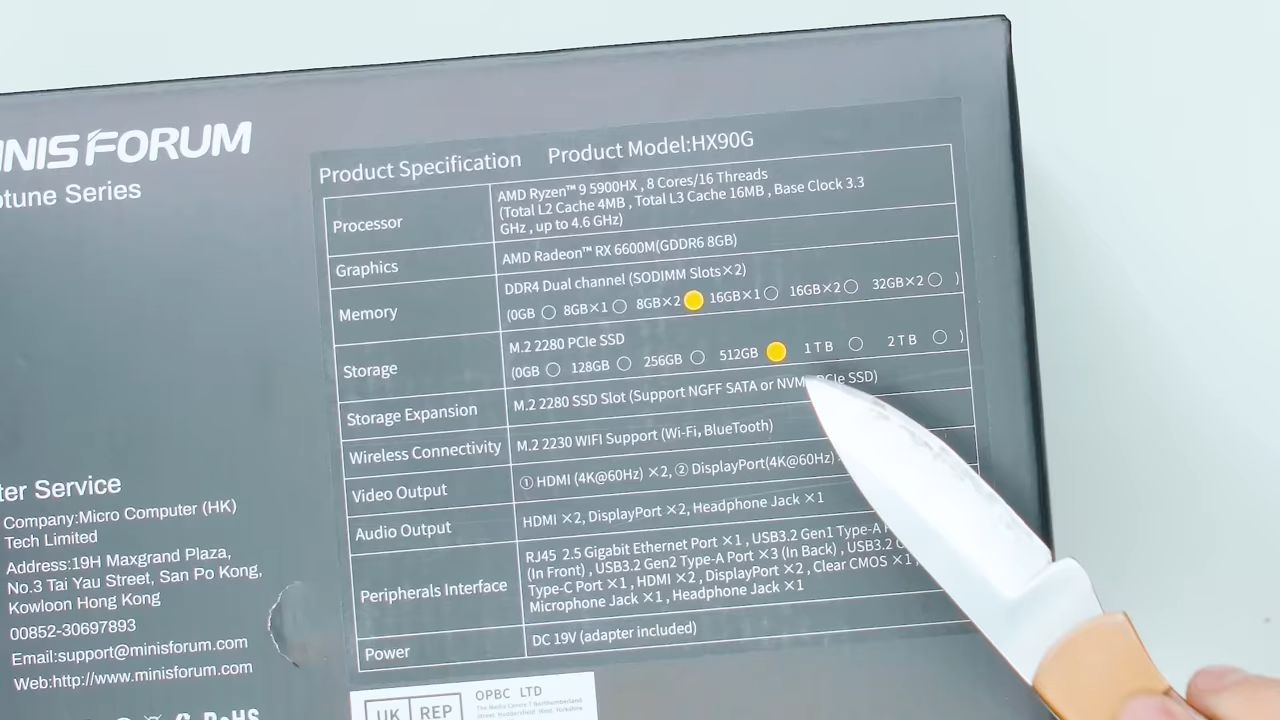 NIS FORUM
ptune Series
Product Specification Product Model:HX90G
Processor
AMD Ryzen™ 9 5900HX , 8 Cores/16 Threads
(Total L2 Cache 4MB , Total L3 Cache 16MB , Base Clock 3.3
GHz , up to 4.6 GHz)
Graphics
AMD Radeon™ RX 6600M(GDDR6 8GB)
Memory
DDR4 Dual channel (SODIMM Slots×2)
(0GB ○ 8GB×1 ○ 8GB×2 16GB×1 ○ 16GB×2 ○ 32GB×2 ○ )
Storage
M.2 2280 PCIe SSD
(0GB ○ 128GB ○ 256GB ○ 512GB 1TB ○ 2TB ○ )
Storage Expansion
M.2 2280 SSD Slot (Support NGFF SATA or NVM PCIe SSD)
Wireless Connectivity
M.2 2230 WIFI Support (Wi-Fi, BlueTooth)
Video Output
① HDMI (4K@60Hz) ×2, ② DisplayPort(4K@60Hz)
Audio Output
HDMI ×2, DisplayPort ×2, Headphone Jack ×1
Peripherals Interface
RJ45 2.5 Gigabit Ethernet Port ×1 , USB3.2 Gen1 Type-A
(In Front) , USB3.2 Gen2 Type-A Port ×3 (In Back) , USB3.2
Type-C Port ×1 , HDMI ×2 , DisplayPort ×2 , Clear CMOS ×1 ,
Microphone Jack ×1 , Headphone Jack ×1
Power
DC 19V (adapter included)
ter Service
Company:Micro Computer (HK)
Tech Limited
Address:19H Maxgrand Plaza,
No.3 Tai Yau Street, San Po Kong,
Kowloon Hong Kong
00852-30697893
Email:support@minisforum.com
Web:http://www.minisforum.com
RoHS
UK REP
OPBC LTD